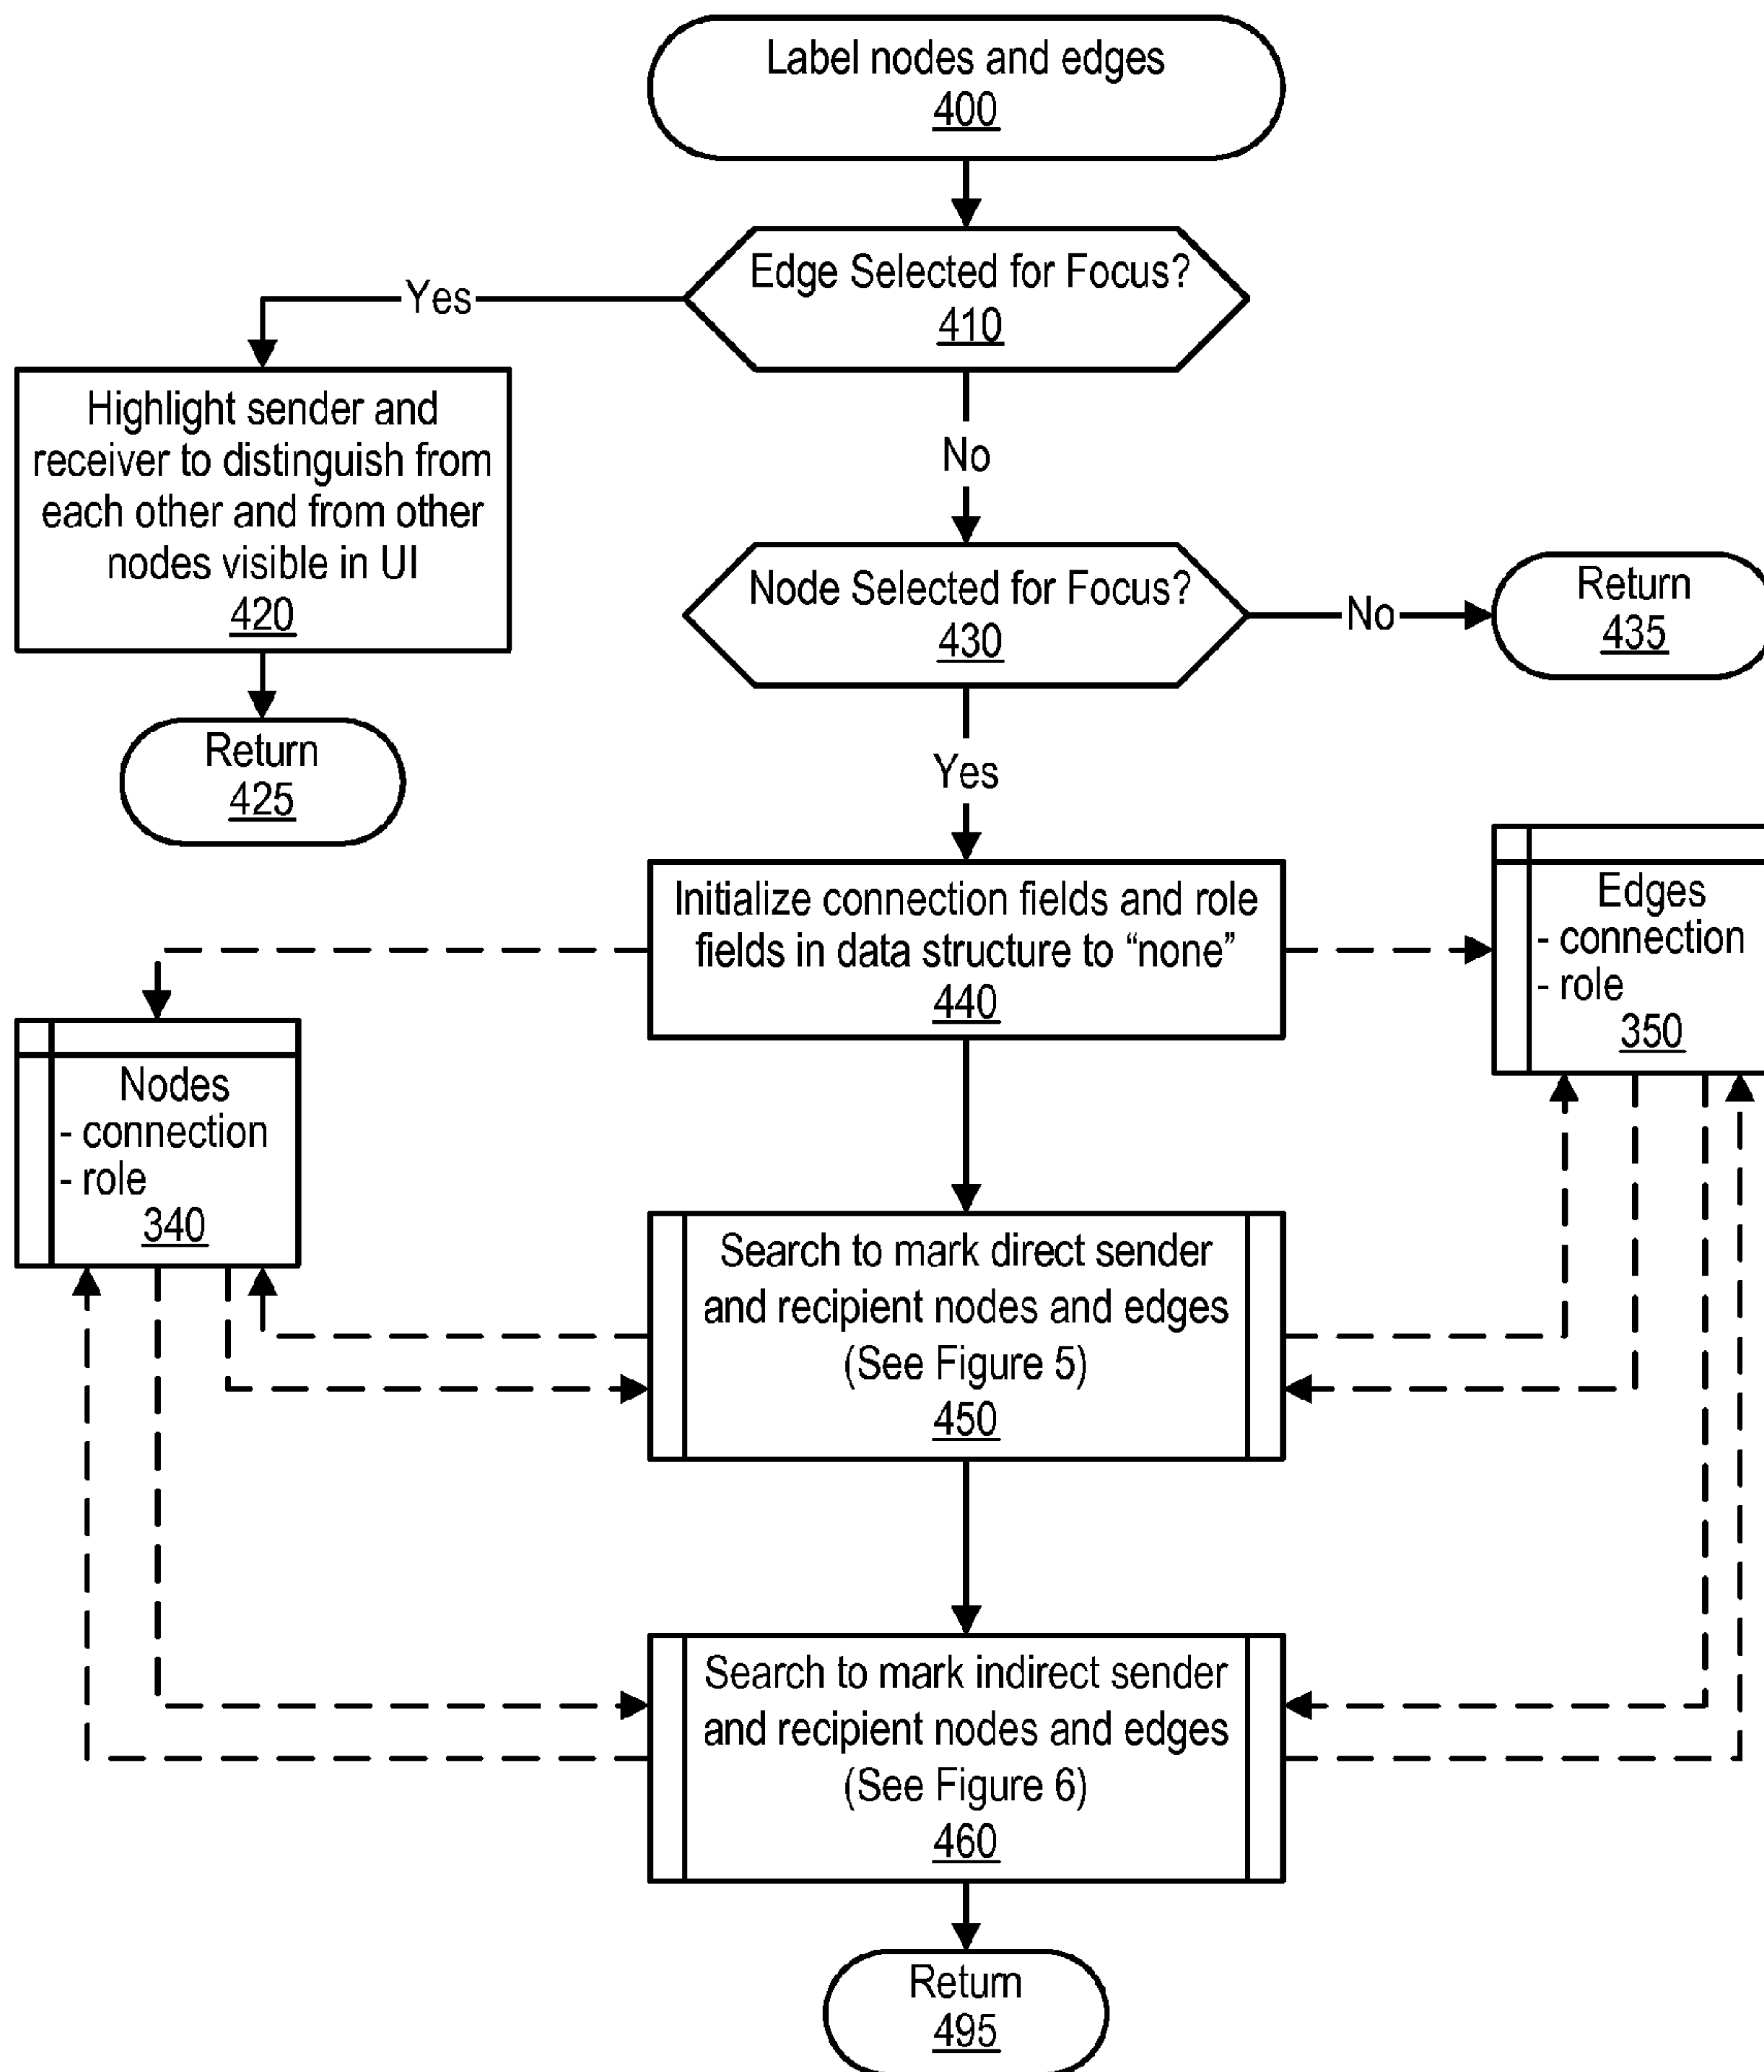 Label nodes and edges
400
Edge Selected for Focus?
410
Yes
No
Highlight sender and
receiver to distinguish from
each other and from other
nodes visible in UI
420
Return
425
Node Selected for Focus?
430
No
Return
435
Yes
Initialize connection fields and role
fields in data structure to “none”
440
Edges
- connection
- role
350
Nodes
- connection
- role
340
Search to mark direct sender
and recipient nodes and edges
(See Figure 5)
450
Search to mark indirect sender
and recipient nodes and edges
(See Figure 6)
460
Return
495